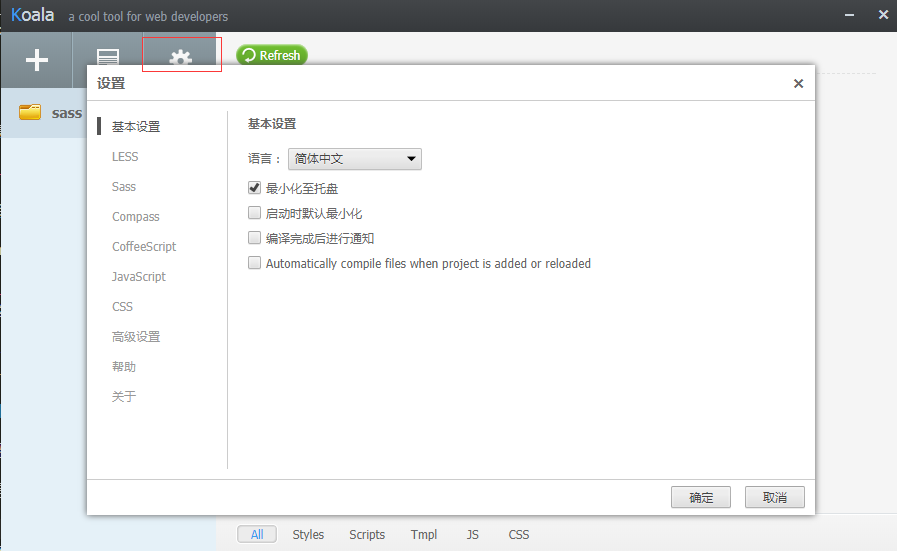 Koala a cool tool for web developers
Refresh
设置
sass
基本设置
LESS
Sass
Compass
CoffeeScript
JavaScript
CSS
高级设置
帮助
关于
基本设置
语言： 简体中文
最小化至托盘
启动时默认最小化
编译完成后进行通知
Automatically compile files when project is added or reloaded
确定 取消
All Styles Scripts Tmpl JS CSS